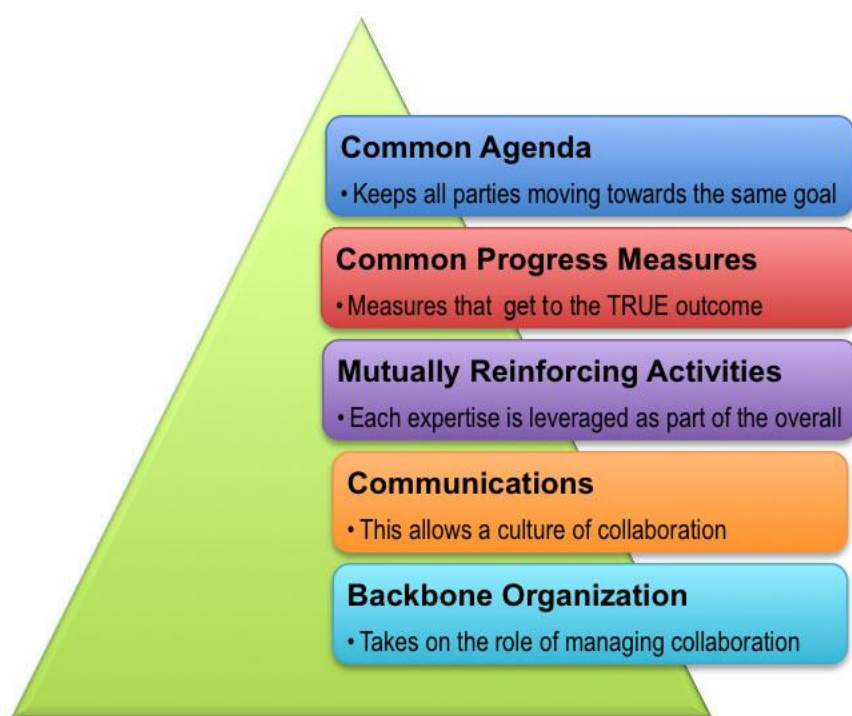 Common Agenda
• Keeps all parties moving towards the same goal
Common Progress Measures
• Measures that get to the TRUE outcome
Mutually Reinforcing Activities
• Each expertise is leveraged as part of the overall
Communications
• This allows a culture of collaboration
Backbone Organization
• Takes on the role of managing collaboration